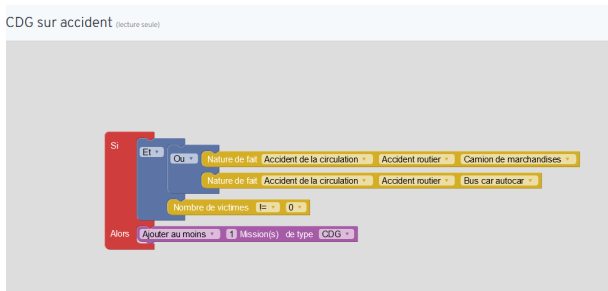 CDG sur accident (lecture seule)
Si
Et
Ou
Nature de fait Accident de la circulation Accident routier Camion de marchandises
Nature de fait Accident de la circulation Accident routier Bus car autocar
Nombre de victimes != 0
Alors Ajouter au moins 1 Mission(s) de type CDG